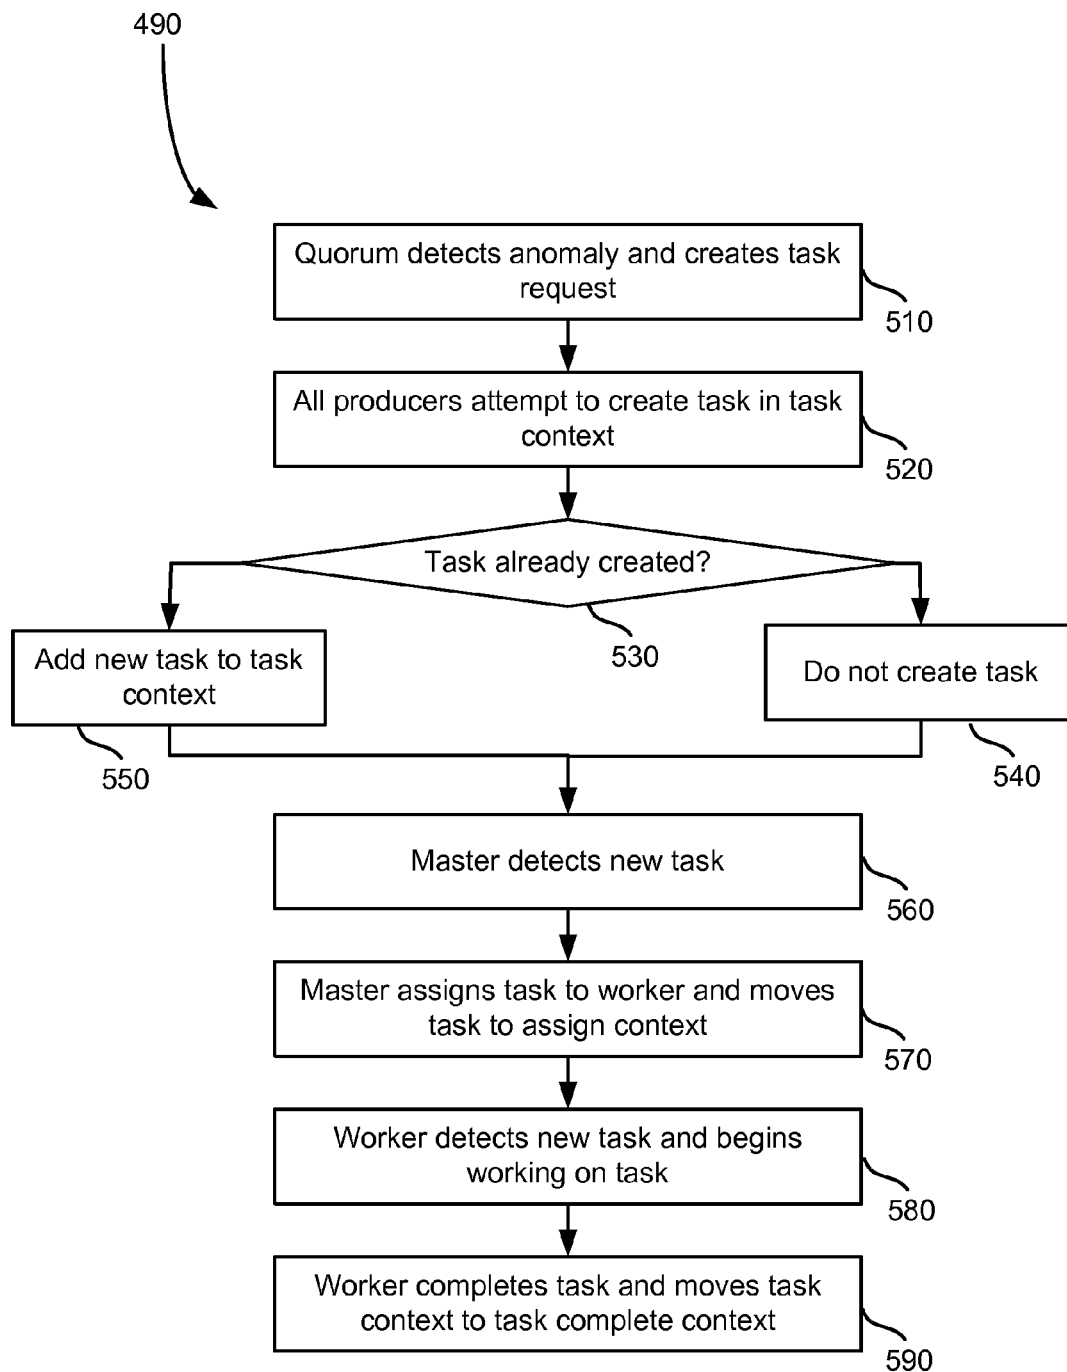 490
Quorum detects anomaly and creates task
request
510
All producers attempt to create task in task
context
520
Task already created?
530
Add new task to task
context
550
Do not create task
540
Master detects new task
560
Master assigns task to worker and moves
task to assign context
570
Worker detects new task and begins
working on task
580
Worker completes task and moves task
context to task complete context
590